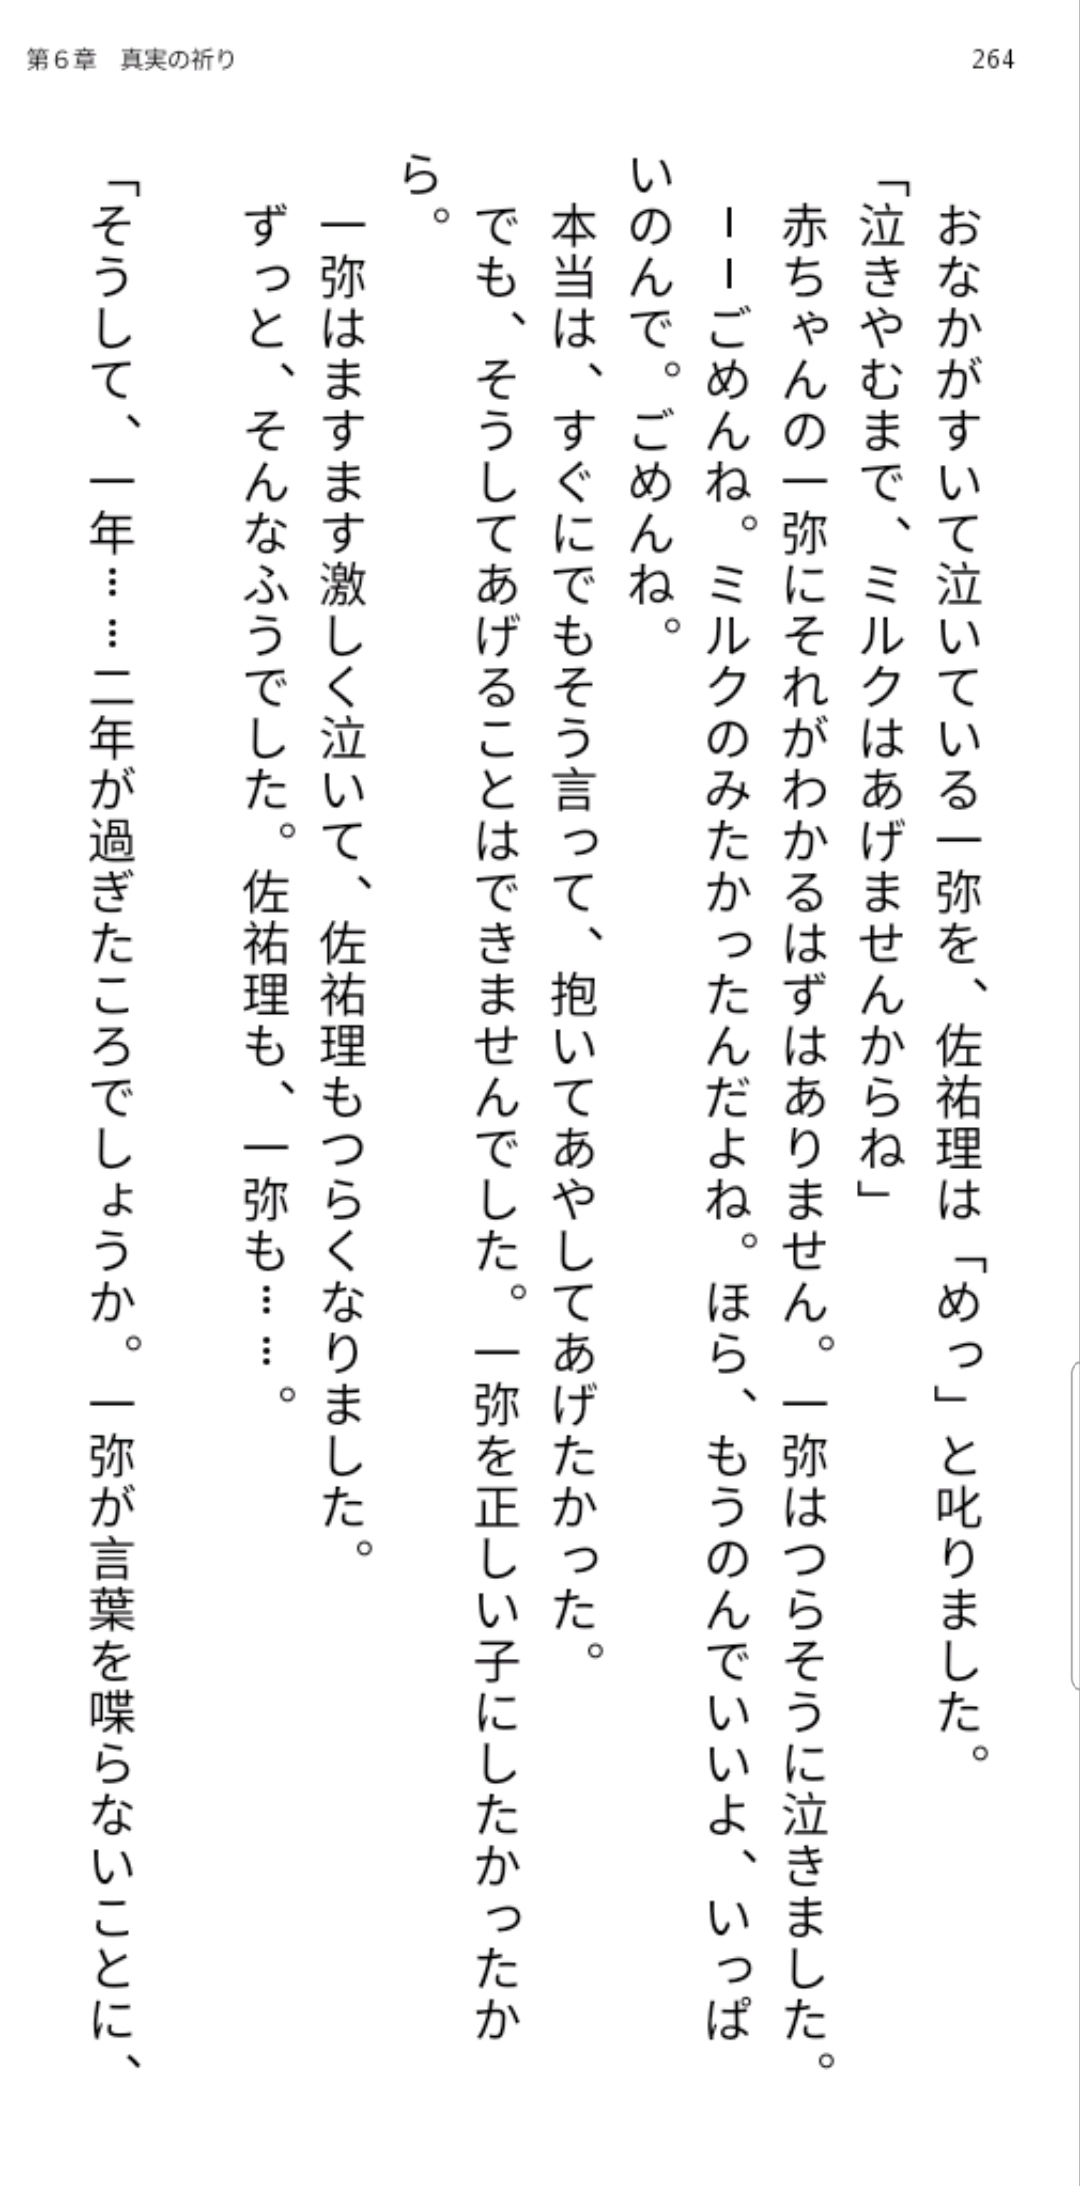 第６章　真実の祈り
264
おなかがすいて泣いている一弥を、佐祐理は「めっ」と叱りました。
「泣きやむまで、ミルクはあげませんからね」
赤ちゃんの一弥にそれがわかるはずはありません。一弥はつらそうに泣きました。
ーーごめんね。ミルクのみたかったんだよね。ほら、もうのんでいいよ、いっぱ
いのんで。ごめんね。
本当は、すぐにでもそう言って、抱いてあやしてあげたかった。
でも、そうしてあげることはできませんでした。一弥を正しい子にしたかったか
ら。
一弥はますます激しく泣いて、佐祐理もつらくなりました。
ずっと、そんなふうでした。佐祐理も、一弥も……。
「そうして、一年……二年が過ぎたころでしょうか。一弥が言葉を喋らないことに、